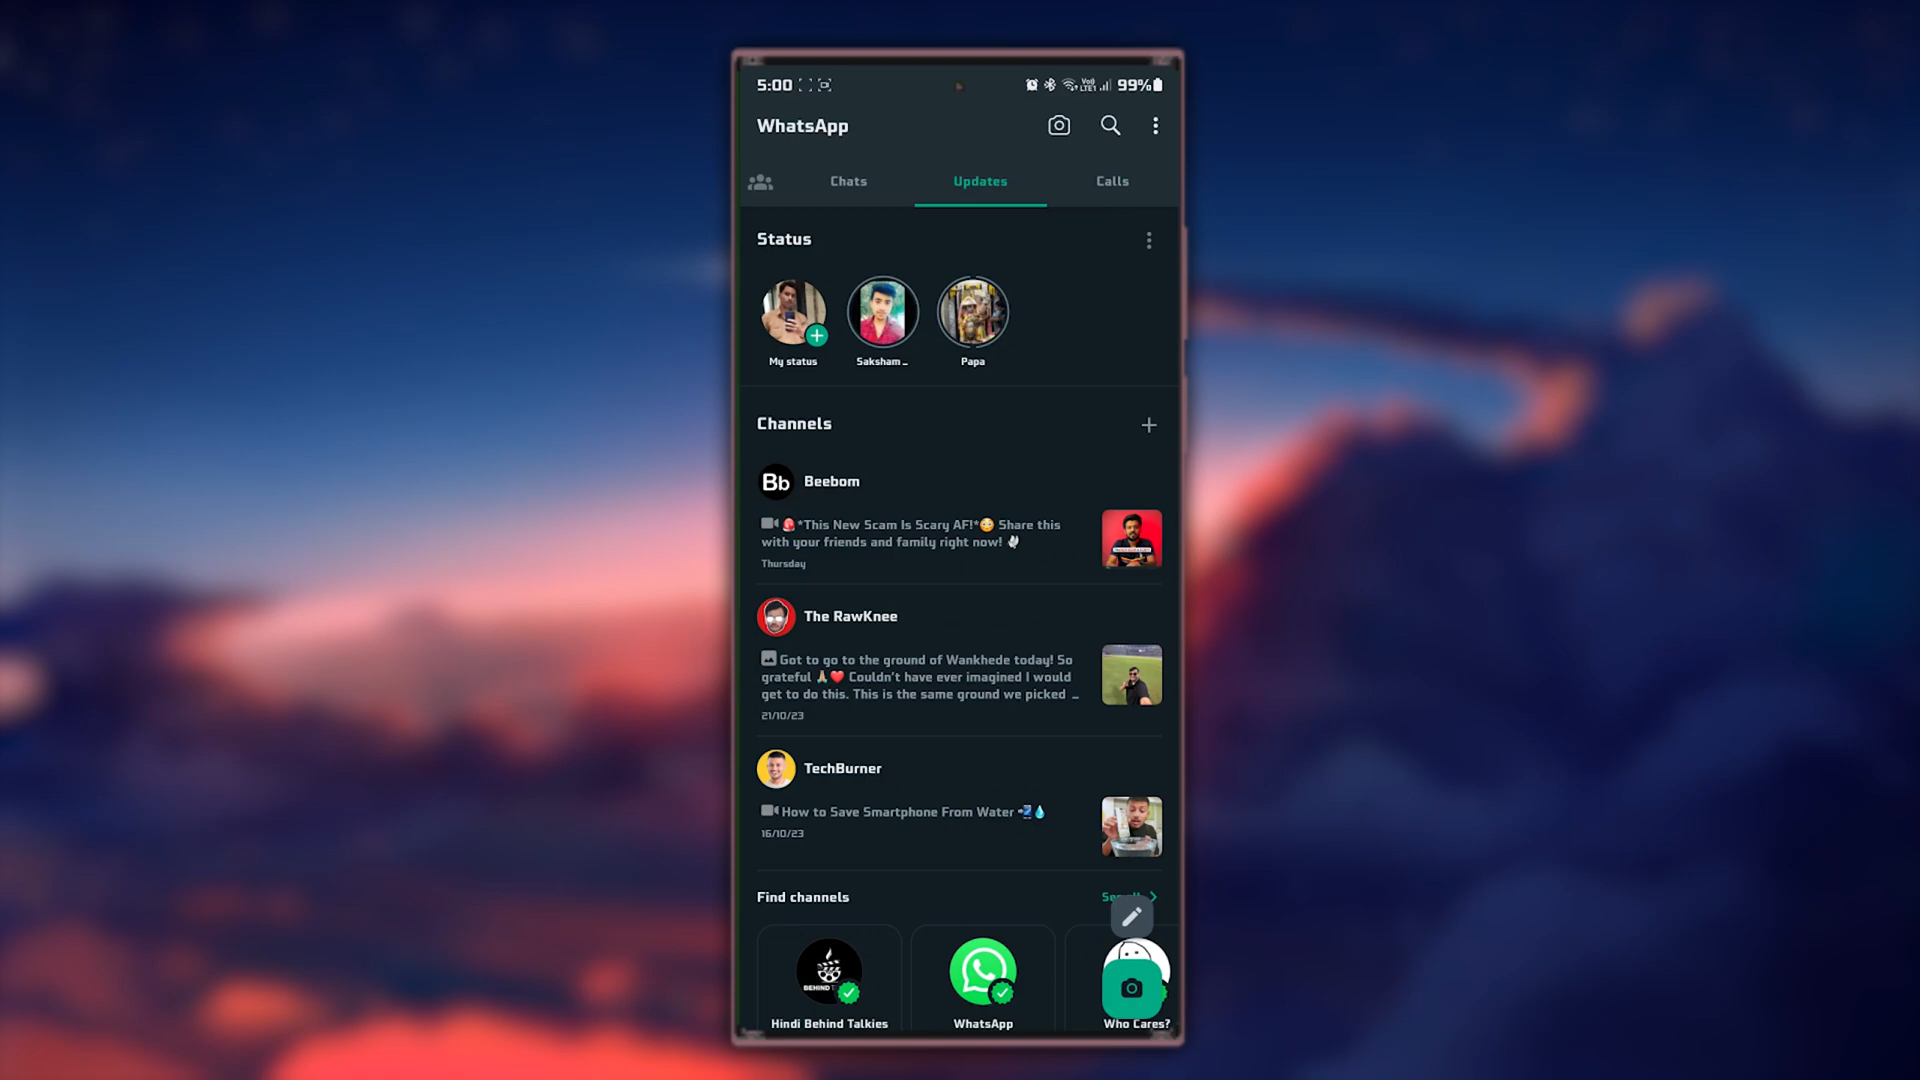 5:00 99%
WhatsApp
Chats Updates Calls
Status
My status Saksham … Papa
Channels
Bb Beebom
🚨*This New Scam Is Scary AF!*😳 Share this
with your friends and family right now! 🕊️
Thursday
The RawKnee
Got to go to the ground of Wankhede today! So
grateful 🙏🏼❤️ Couldn't have ever imagined I would
get to do this. This is the same ground we picked …
21/10/23
TechBurner
How to Save Smartphone From Water 📲💧
16/10/23
Find channels
BEHIND
Hindi Behind Talkies WhatsApp Who Cares?